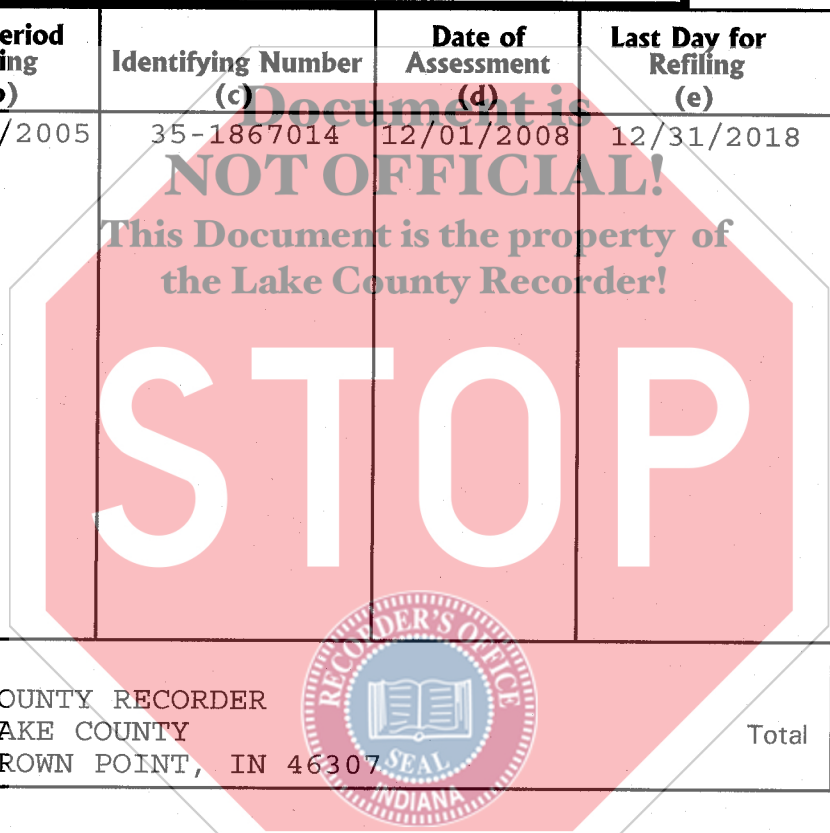 eriod
ing
Identifying Number
Date of
Assessment
Last Day for
Refiling
)
(c)
(d)
(e)
Document is
/2005 35-1867014 12/01/2008 12/31/2018
NOT OFFICIAL!
This Document is the property of
the Lake County Recorder!
STOP
RECORDER'S OFFICE
SEAL
INDIANA
OUNTY RECORDER
AKE COUNTY
ROWN POINT, IN 46307
Total